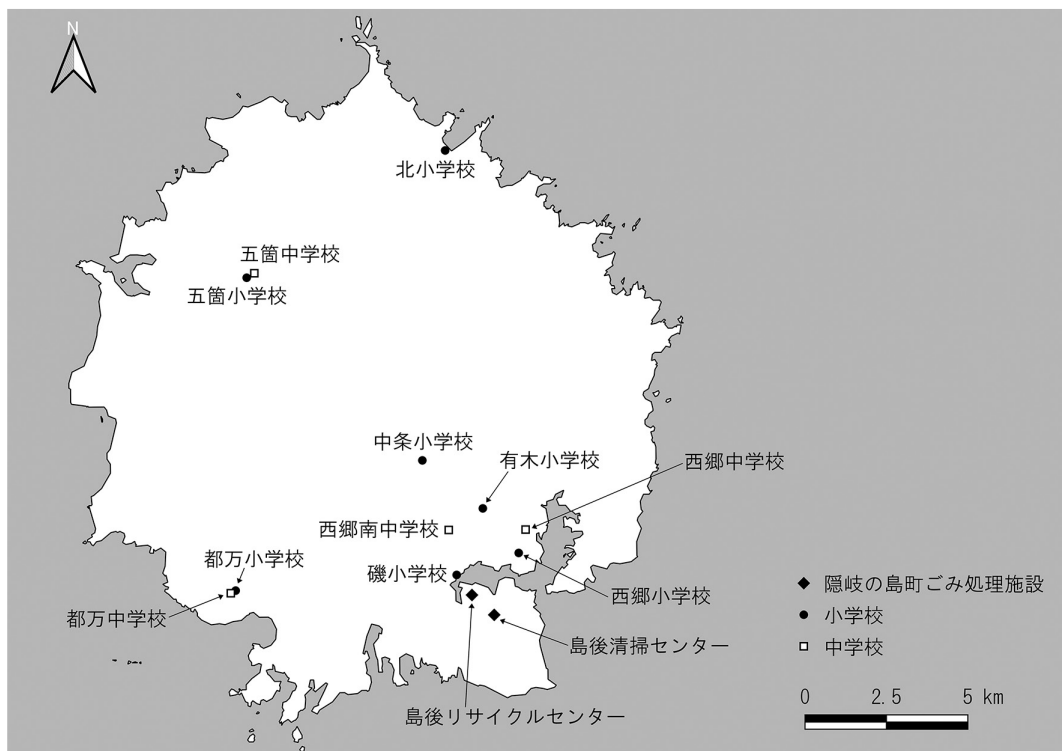 N
北小学校
五箇中学校
五箇小学校
中条小学校
有木小学校
西郷中学校
西郷南中学校
都万小学校
磯小学校
都万中学校
西郷小学校
島後清掃センター
島後リサイクルセンター
隠岐の島町ごみ処理施設
小学校
中学校
0 2.5 5 km